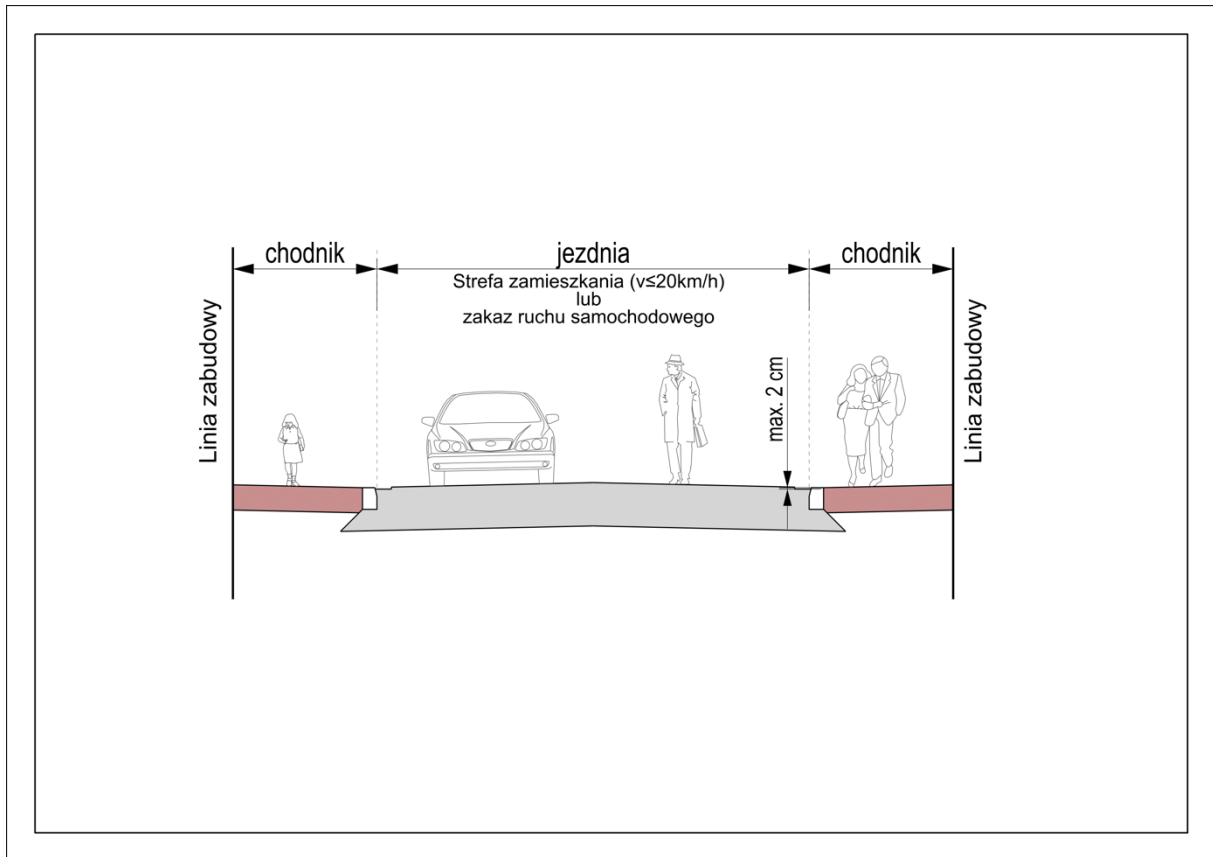 chodnik
jezdnia
chodnik
Strefa zamieszkania (v≤20km/h)
lub
zakaz ruchu samochodowego
Linia zabudowy
max. 2 cm
Linia zabudowy